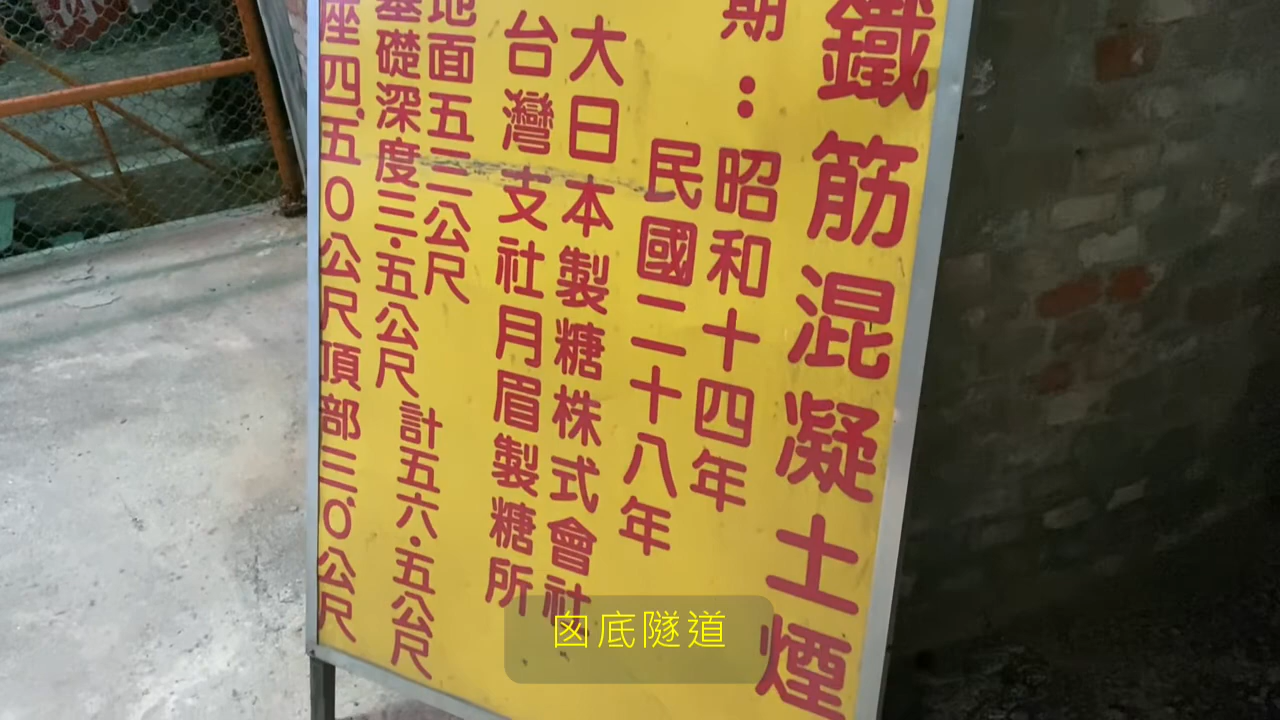 鐵筋混凝土煙
期：昭和十四年
民國二十八年
大日本製糖株式會社
台灣支社月眉製糖所
地面五三公尺
基礎深度三.五公尺
計五六.五公尺
座四.五0公尺頂部三.0公尺
囪底隧道